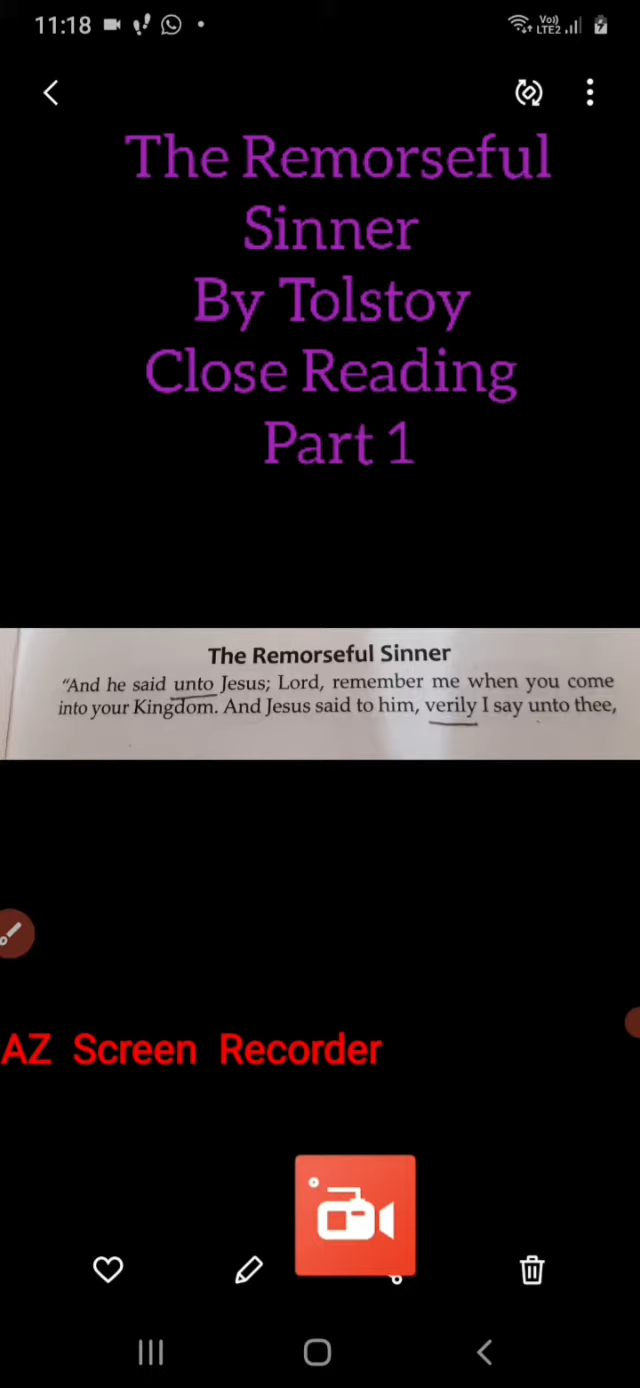 11:18
Vo))
LTE2
The Remorseful
Sinner
By Tolstoy
Close Reading
Part 1
The Remorseful Sinner
“And he said unto Jesus; Lord, remember me when you come
into your Kingdom. And Jesus said to him, verily I say unto thee,
AZ Screen Recorder